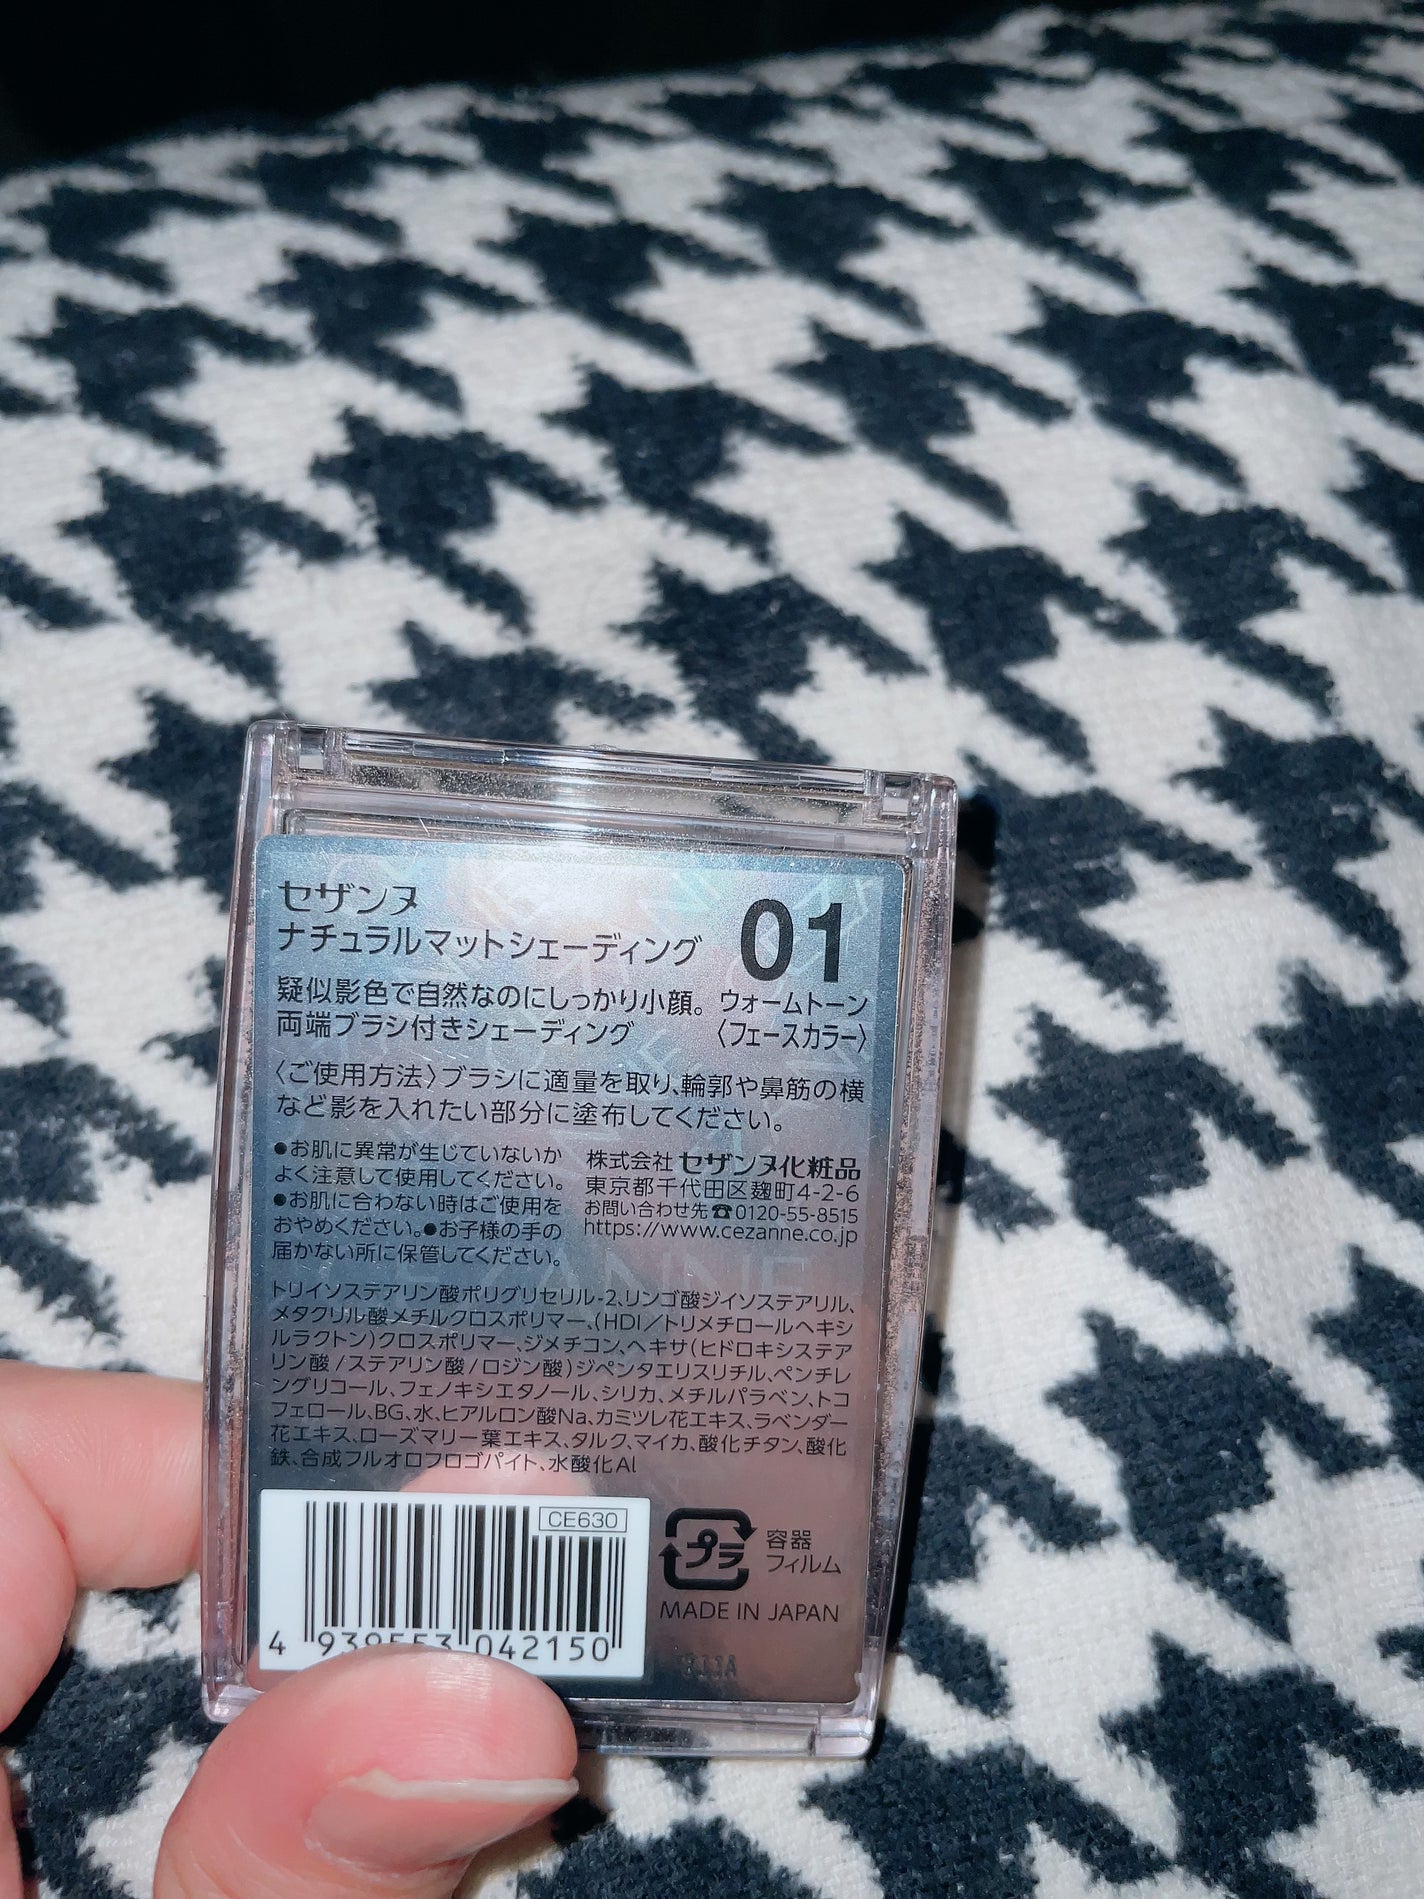 セザンヌ
ナチュラルマットシェーディング
01
疑似影色で自然なのにしっかり小顔。
両端ブラシ付きシェーディング
ウォームトーン
〈フェースカラー〉
〈ご使用方法〉ブラシに適量を取り、輪郭や鼻筋の横
など影を入れたい部分に塗布してください。
●お肌に異常が生じていないか
よく注意して使用してください。
●お肌に合わない時はご使用を
おやめください。●お子様の手の
届かない所に保管してください。
株式会社 セザンヌ化粧品
東京都千代田区麹町4-2-6
お問い合わせ先☎0120-55-8515
https://www.cezanne.co.jp
トリイソステアリン酸ポリグリセリル-2、リンゴ酸ジイソステアリル、
メタクリル酸メチルクロスポリマー、(HDI/トリメチロールヘキシ
ルラクトン)クロスポリマー、ジメチコン、ヘキサ(ヒドロキシステア
リン酸/ステアリン酸/ロジン酸)ジペンタエリスリチル、ペンチレ
ングリコール、フェノキシエタノール、シリカ、メチルパラベン、トコ
フェロール、BG、水、ヒアルロン酸Na、カミツレ花エキス、ラベンダー
花エキス、ローズマリー葉エキス、タルク、マイカ、酸化チタン、酸化
鉄、合成フルオロフロゴパイト、水酸化Al
CE630
4 939553 042150
プラ
容器
フィルム
MADE IN JAPAN